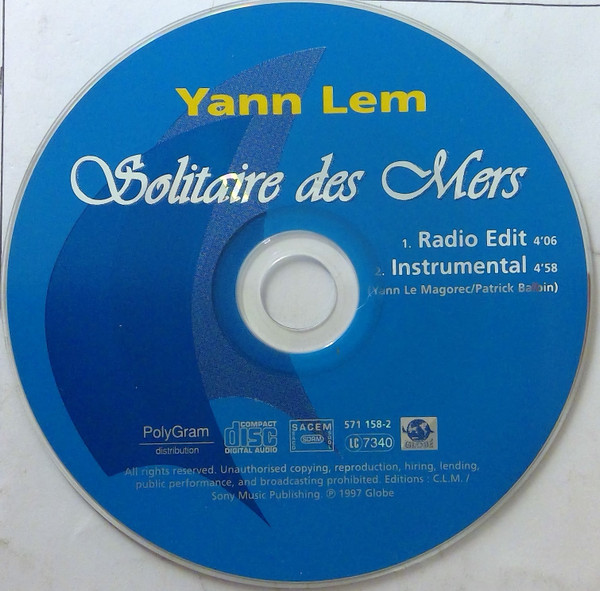 Yann Lem
Solitaire des Mers
1. Radio Edit 4'06
2. Instrumental 4'58
(Yann Le Magorec/Patrick Balbin)
PolyGram
distribution
COMPACT
disc
DIGITAL AUDIO
SACEM
SDRM
571 158-2
LC 7340
All rights reserved. Unauthorised copying, reproduction, hiring, lending,
public performance, and broadcasting prohibited. Editions : C.L.M. /
Sony Music Publishing. ℗ 1997 Globe